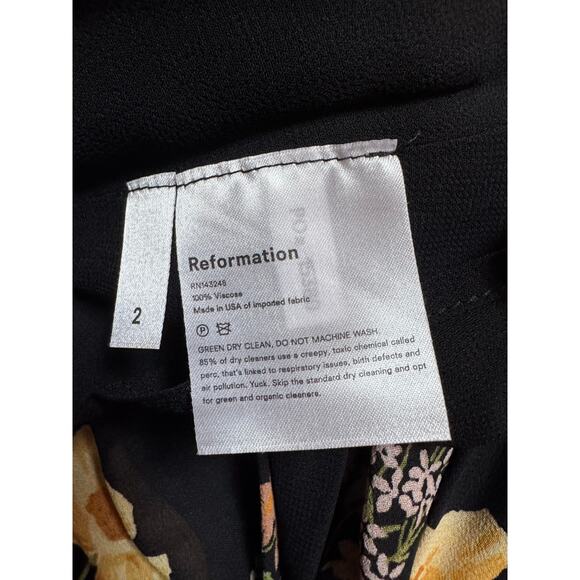 Reformation
RN143248
100% Viscose
Made in USA of imported fabric
P
GREEN DRY CLEAN, DO NOT MACHINE WASH.
85% of dry cleaners use a creepy, toxic chemical called
perc, that's linked to respiratory issues, birth defects and
air pollution. Yuck. Skip the standard dry cleaning and opt
for green and organic cleaners.
2